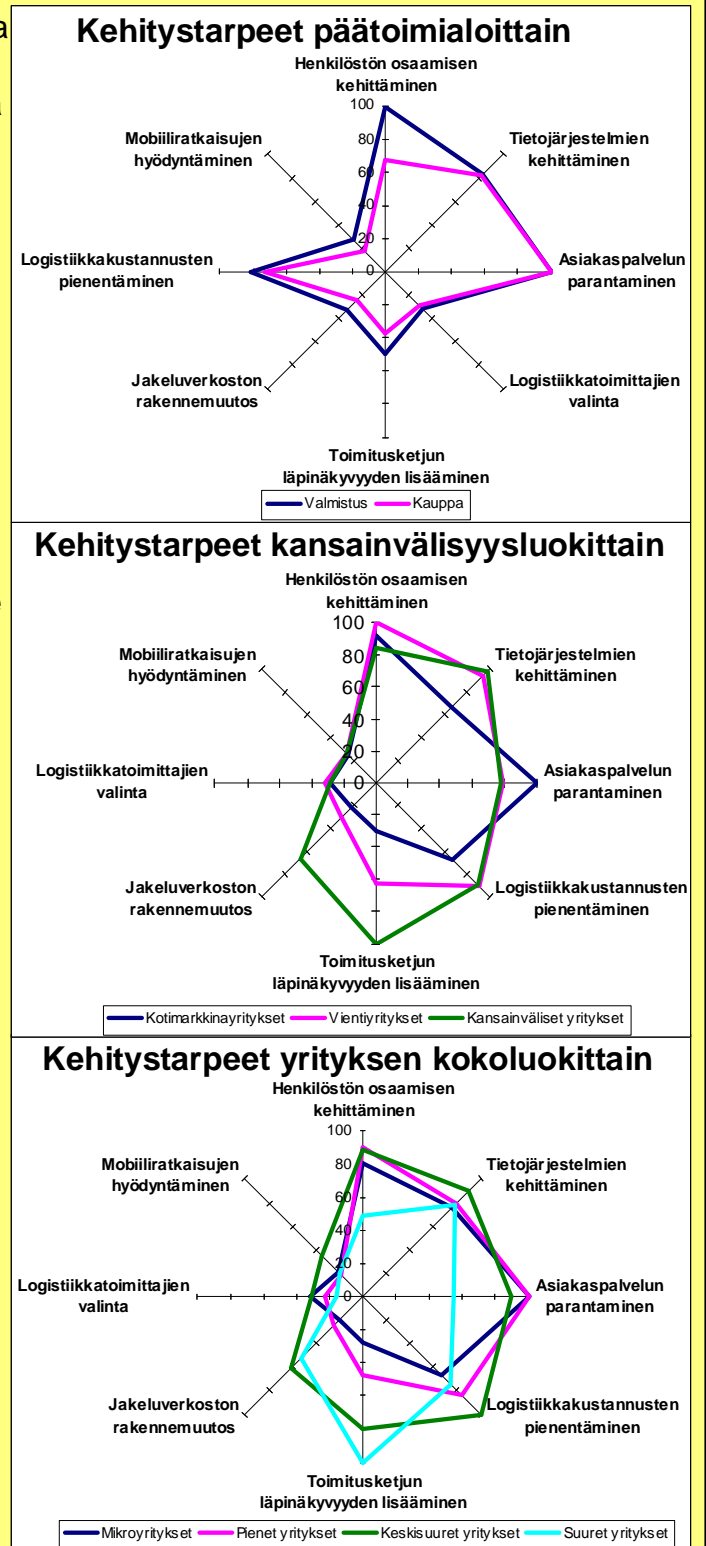 a
Kehitystarpeet päätoimialoittain
Henkilöstön osaamisen
kehittäminen
100
80
60
40
20
0
Tietojärjestelmien
kehittäminen
Asiakaspalvelun
parantaminen
Logistiikkatoimittajien
valinta
Toimitusketjun
läpinäkyvyyden lisääminen
Jakeluverkoston
rakennemuutos
Logistiikkakustannusten
pienentäminen
Mobiiliratkaisujen
hyödyntäminen
Valmistus Kauppa
Kehitystarpeet kansainvälisyysluokittain
Henkilöstön osaamisen
kehittäminen
100
80
60
40
20
0
Tietojärjestelmien
kehittäminen
Asiakaspalvelun
parantaminen
Logistiikkakustannusten
pienentäminen
Toimitusketjun
läpinäkyvyyden lisääminen
Jakeluverkoston
rakennemuutos
Logistiikkatoimittajien
valinta
Mobiiliratkaisujen
hyödyntäminen
Kotimarkkinayritykset Vientiyritykset Kansainväliset yritykset
Kehitystarpeet yrityksen kokoluokittain
Henkilöstön osaamisen
kehittäminen
100
80
60
40
20
0
Tietojärjestelmien
kehittäminen
Asiakaspalvelun
parantaminen
Logistiikkakustannusten
pienentäminen
Toimitusketjun
läpinäkyvyyden lisääminen
Jakeluverkoston
rakennemuutos
Logistiikkatoimittajien
valinta
Mobiiliratkaisujen
hyödyntäminen
Mikroyritykset Pienet yritykset Keskisuuret yritykset Suuret yritykset